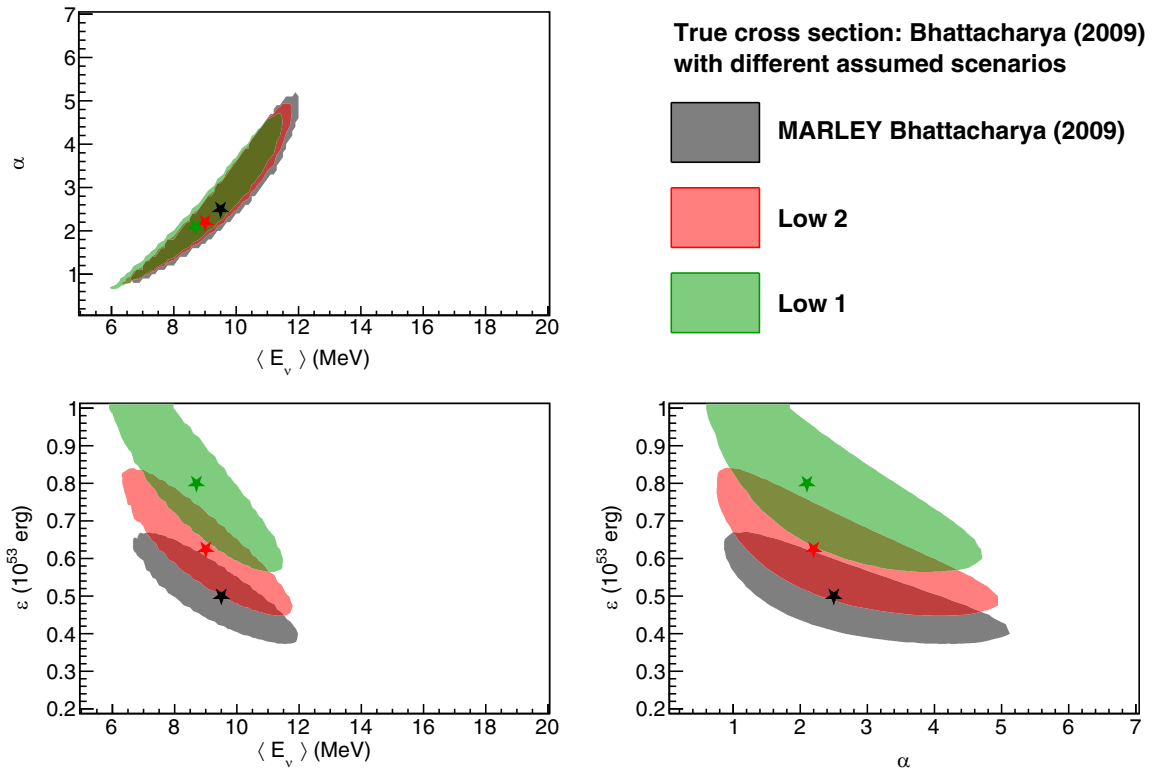 7
6
5
4
3
2
1
α
6 8 10 12 14 16 18 20
⟨ E_ν ⟩ (MeV)
True cross section: Bhattacharya (2009)
with different assumed scenarios
MARLEY Bhattacharya (2009)
Low 2
Low 1
1
0.9
0.8
0.7
0.6
0.5
0.4
0.3
0.2
ε (10^53 erg)
6 8 10 12 14 16 18 20
⟨ E_ν ⟩ (MeV)
1
0.9
0.8
0.7
0.6
0.5
0.4
0.3
0.2
ε (10^53 erg)
1 2 3 4 5 6 7
α